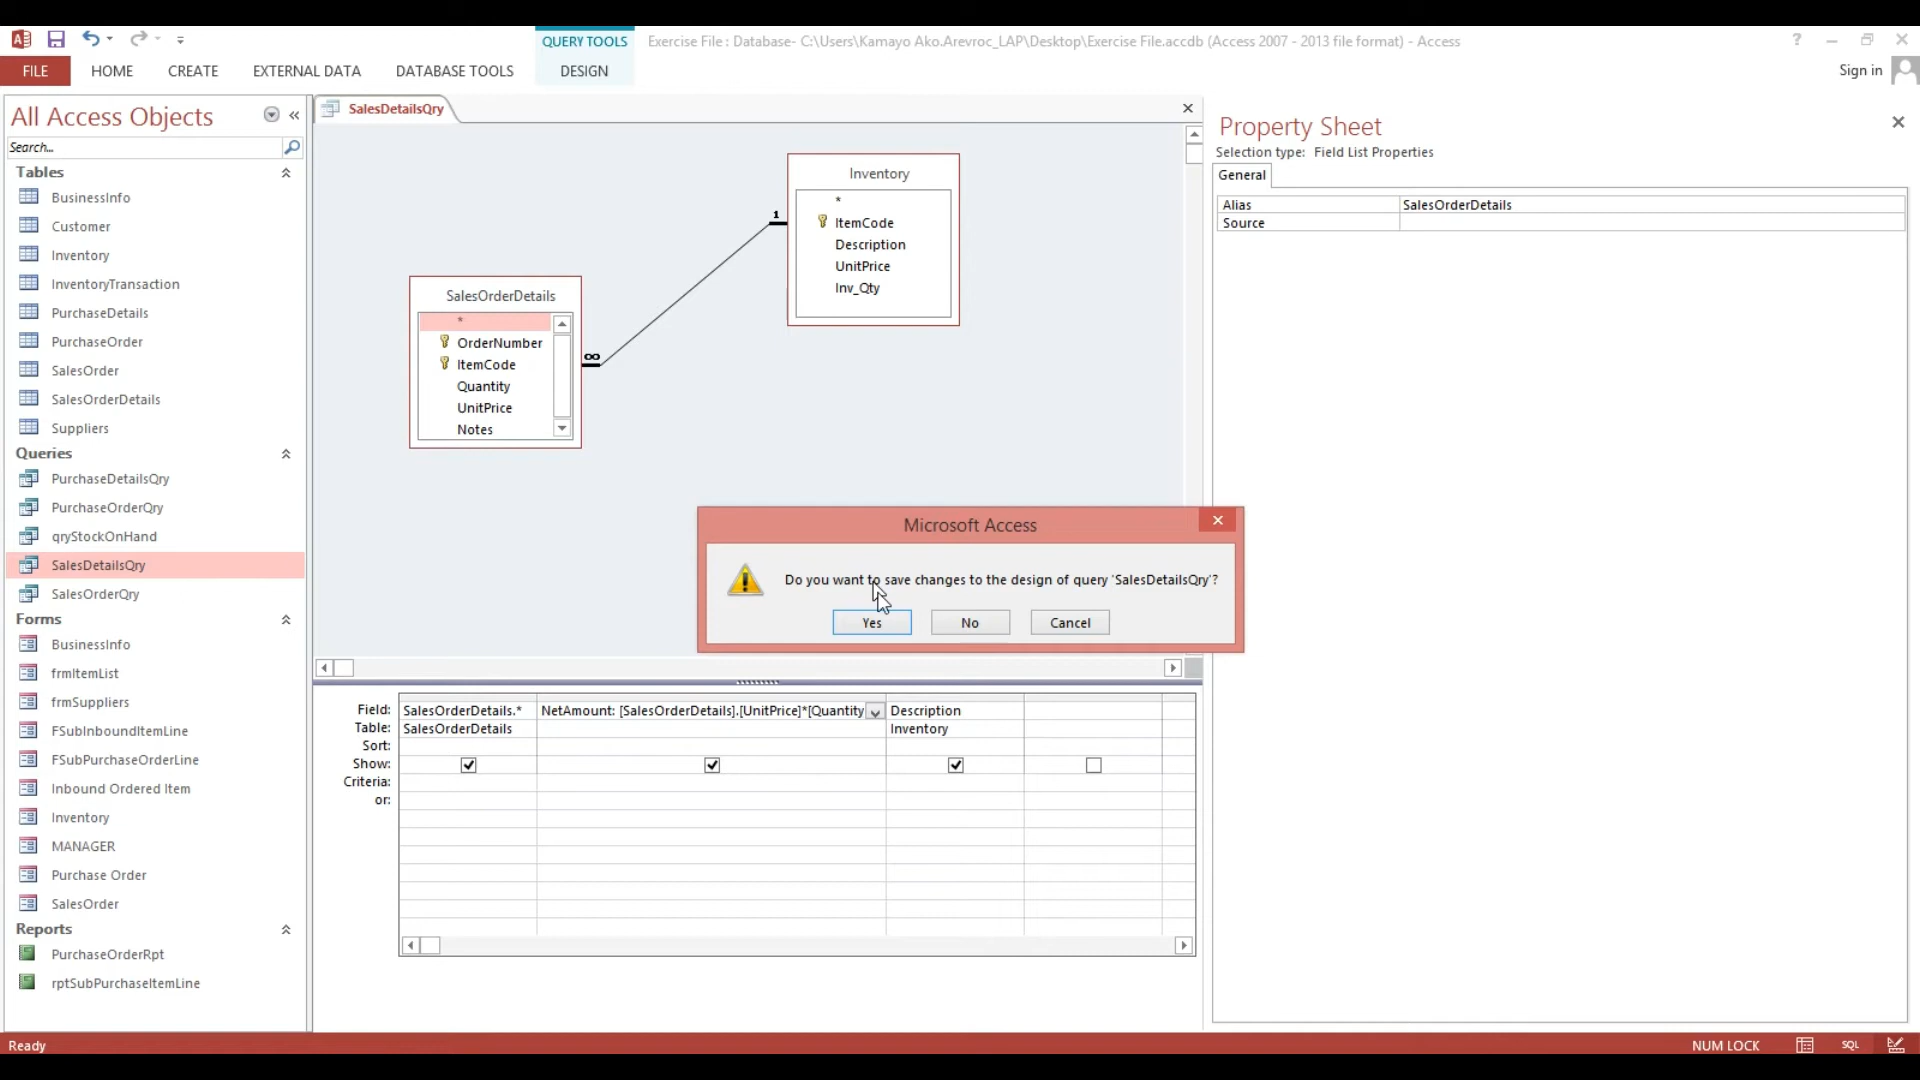 QUERY TOOLS
Exercise File : Database- C:\Users\Kamayo Ako.Arevroc_LAP\Desktop\Exercise File.accdb (Access 2007 - 2013 file format) - Access
?
FILE
HOME
CREATE
EXTERNAL DATA
DATABASE TOOLS
DESIGN
Sign in
All Access Objects
Search...
Tables
BusinessInfo
Customer
Inventory
InventoryTransaction
PurchaseDetails
PurchaseOrder
SalesOrder
SalesOrderDetails
Suppliers
Queries
PurchaseDetailsQry
PurchaseOrderQry
qryStockOnHand
SalesDetailsQry
SalesOrderQry
Forms
BusinessInfo
frmItemList
frmSuppliers
FSubInboundItemLine
FSubPurchaseOrderLine
Inbound Ordered Item
Inventory
MANAGER
Purchase Order
SalesOrder
Reports
PurchaseOrderRpt
rptSubPurchaseItemLine
SalesDetailsQry
SalesOrderDetails
*
OrderNumber
ItemCode
Quantity
UnitPrice
Notes
∞
1
Inventory
*
ItemCode
Description
UnitPrice
Inv_Qty
Microsoft Access
Do you want to save changes to the design of query 'SalesDetailsQry'?
Yes
No
Cancel
Field: SalesOrderDetails.* NetAmount: [SalesOrderDetails].[UnitPrice]*[Quantity Description
Table: SalesOrderDetails Inventory
Sort:
Show:
Criteria:
or:
Property Sheet
Selection type: Field List Properties
General
Alias SalesOrderDetails
Source
Ready
NUM LOCK
SQL